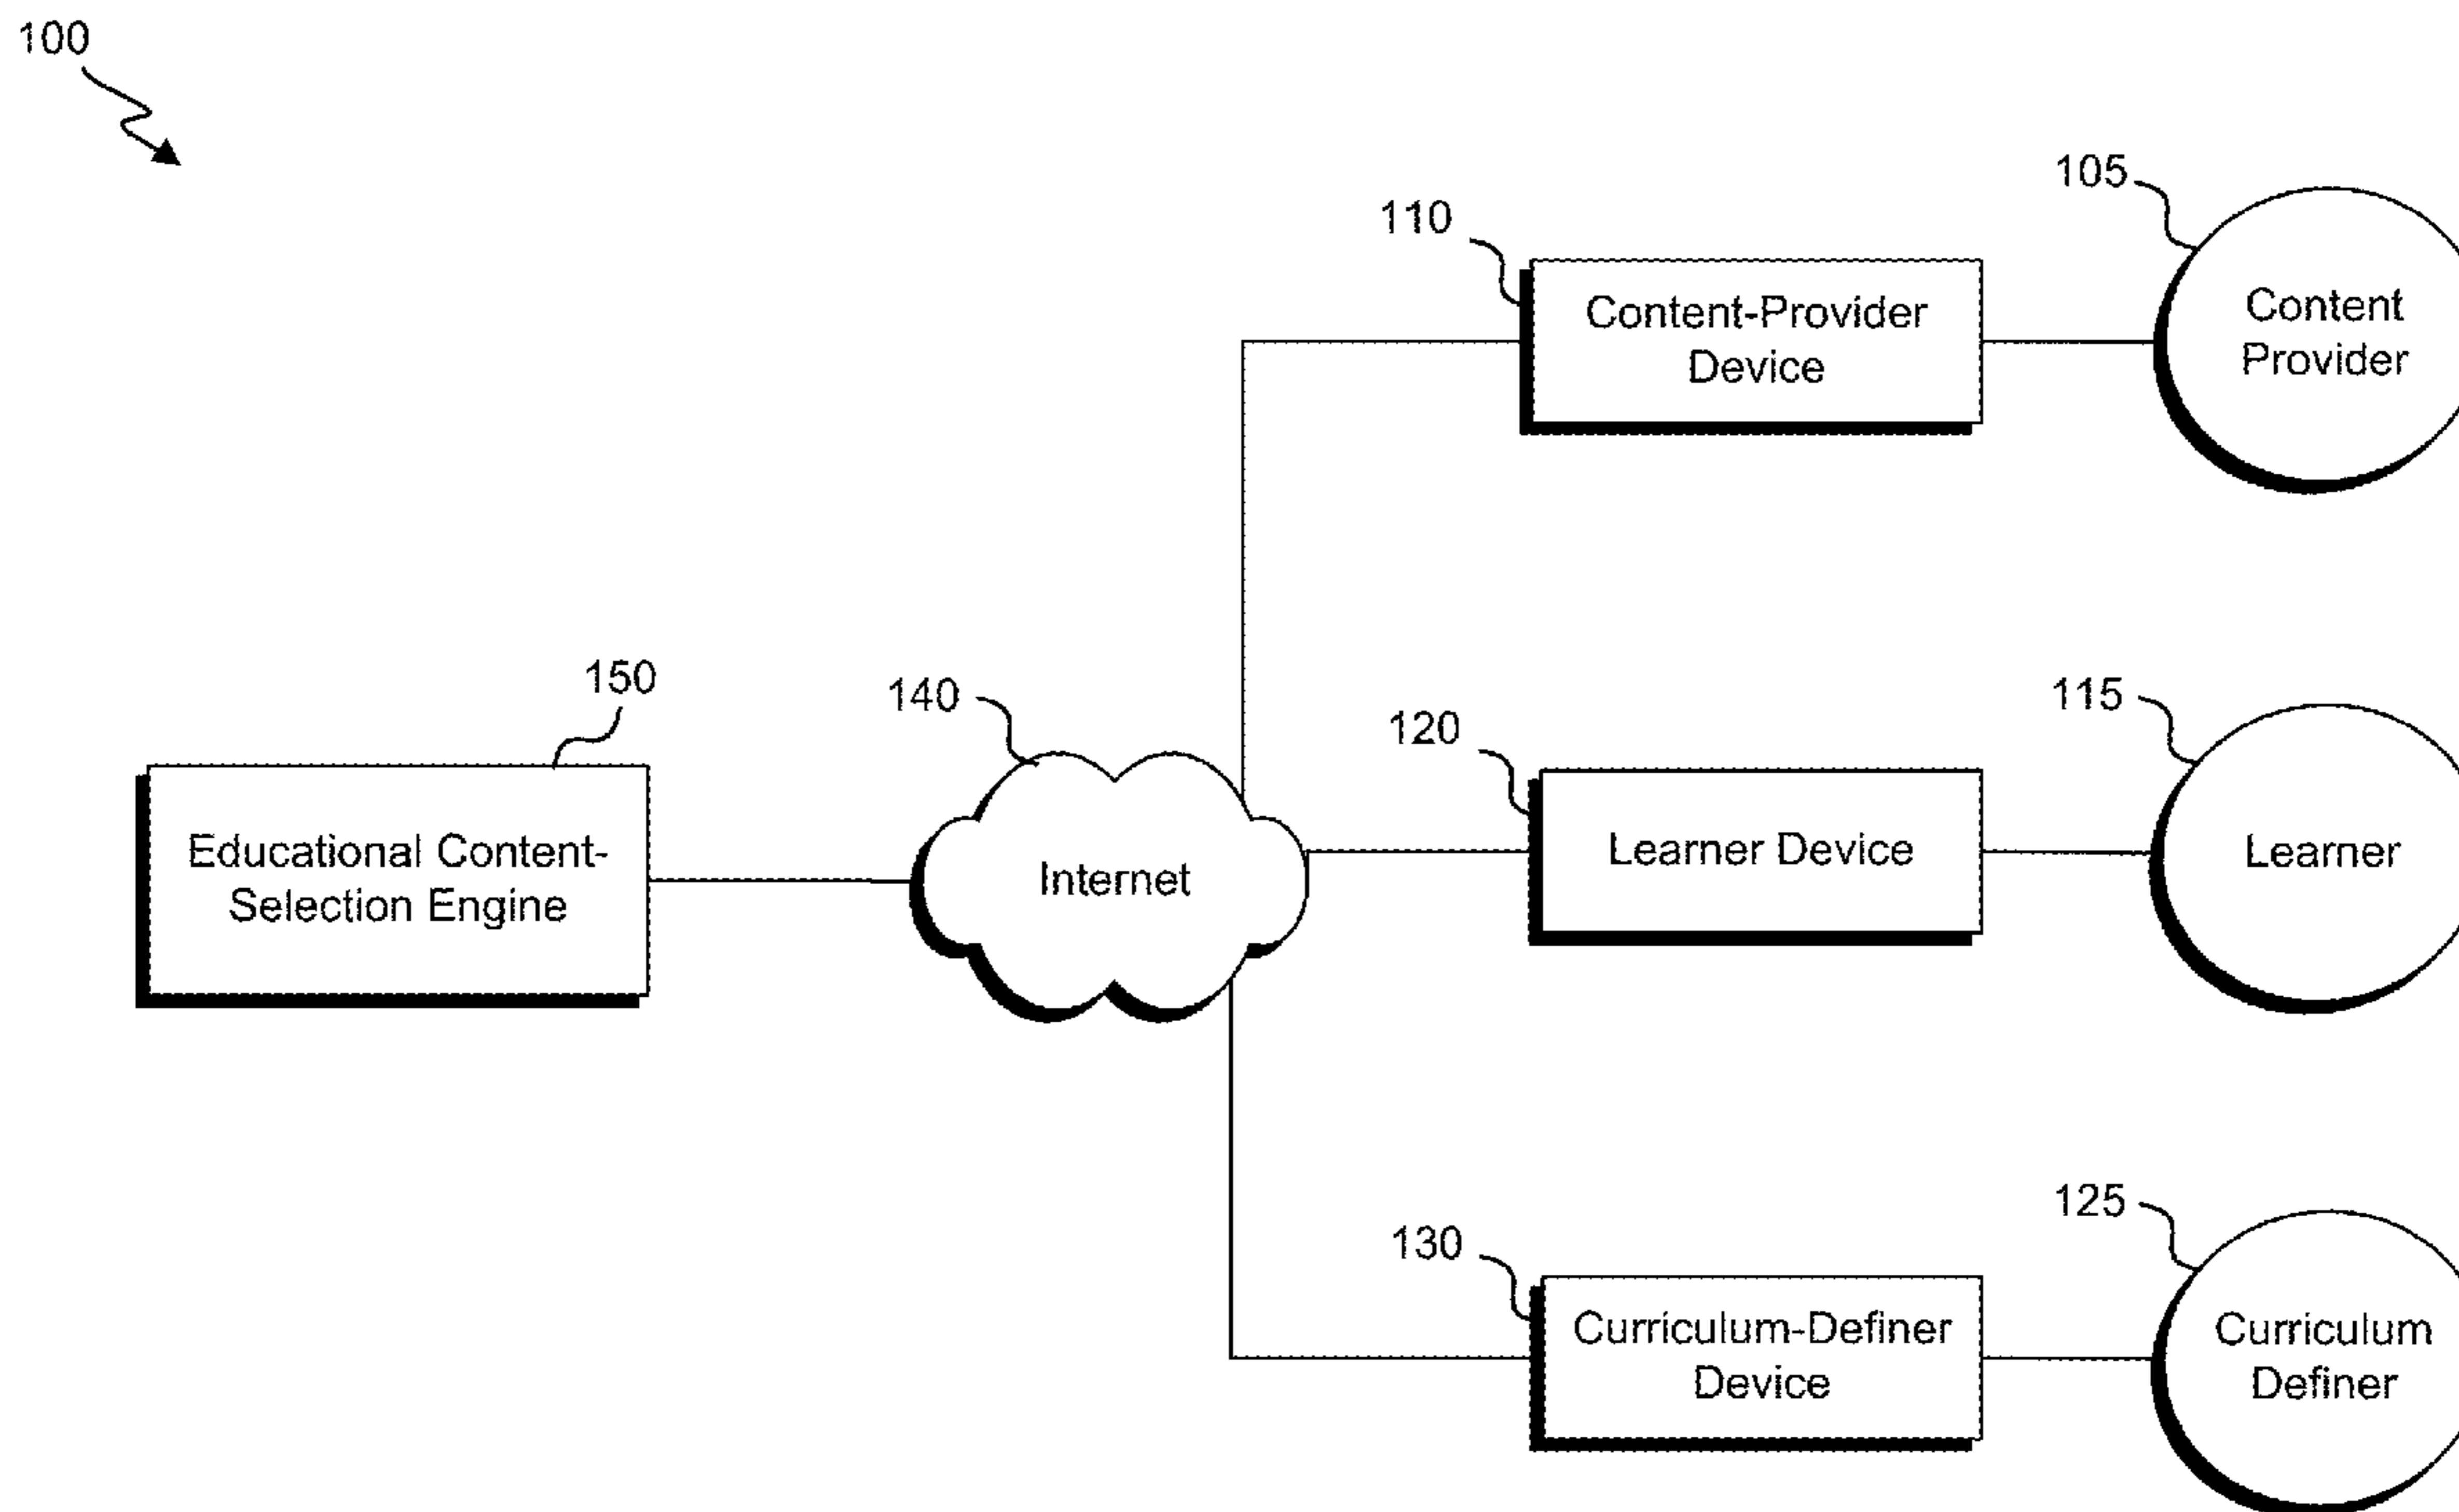 100
105
110
Content-Provider
Device
Content
Provider
150
140
120
115
Educational Content-
Selection Engine
Internet
Learner Device
Learner
130
125
Curriculum-Definer
Device
Curriculum
Definer